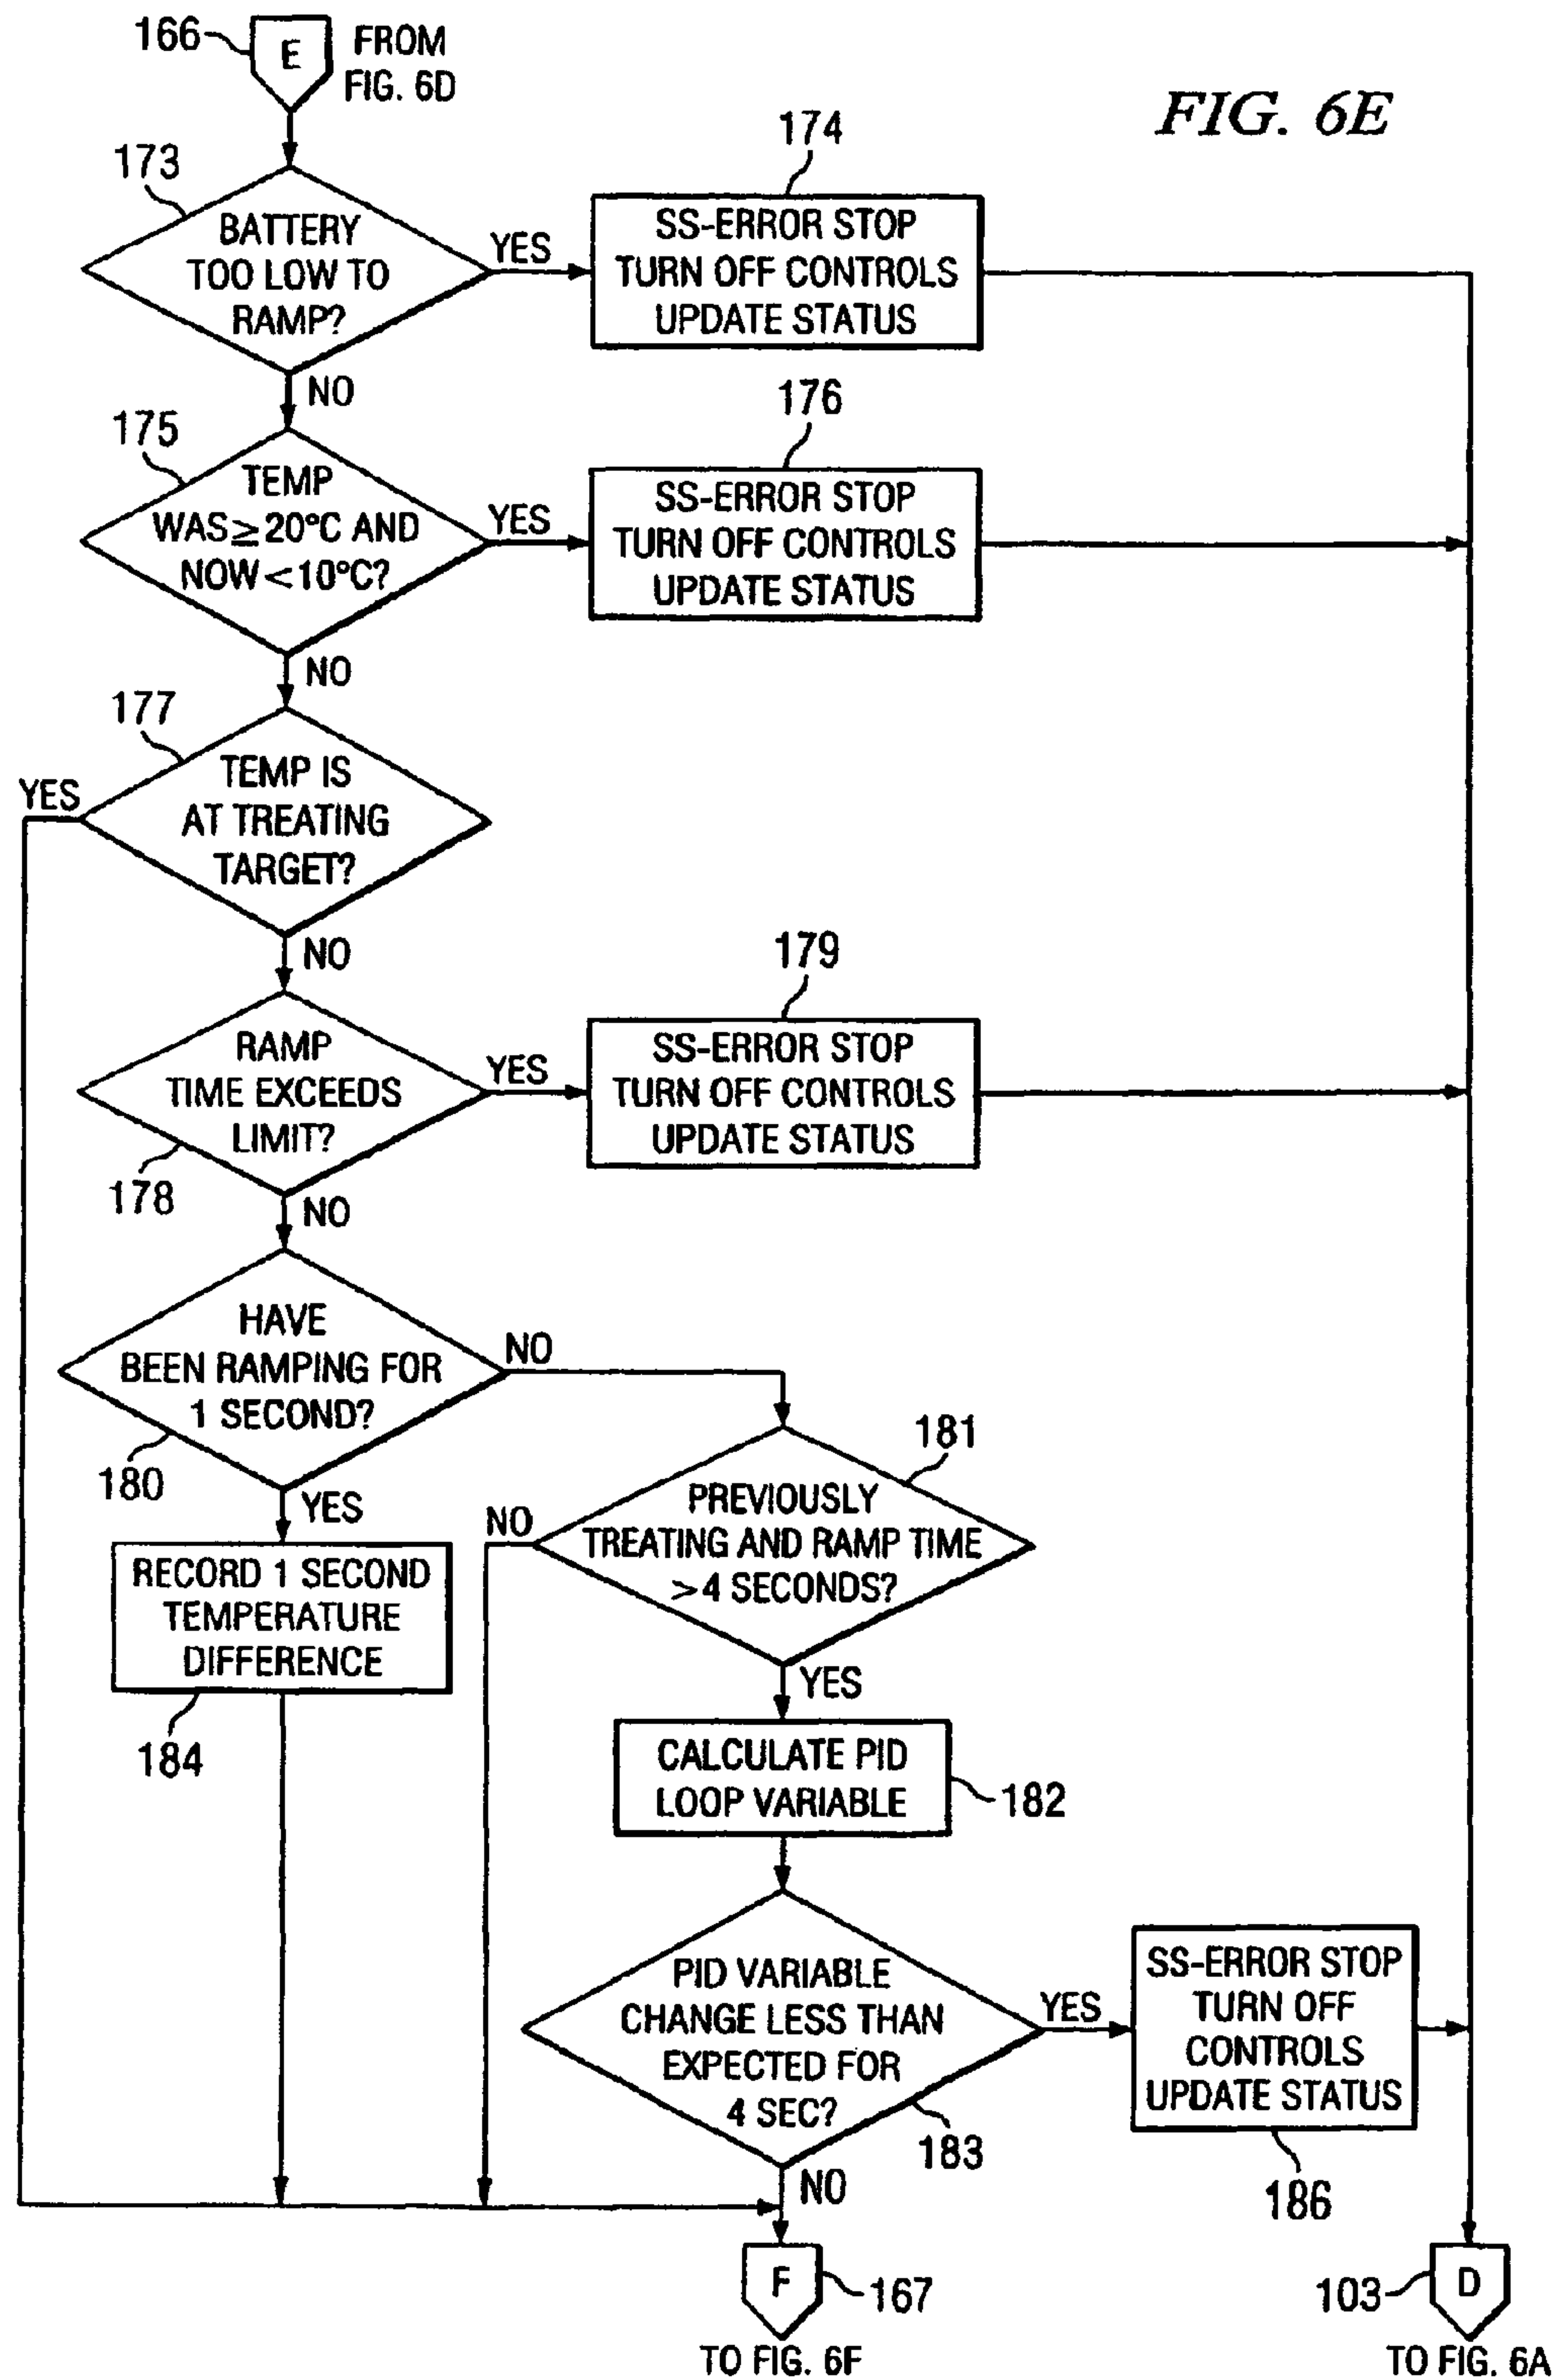 166
E
FROM
FIG. 6D
FIG. 6E
173
BATTERY
TOO LOW TO
RAMP?
YES
174
SS-ERROR STOP
TURN OFF CONTROLS
UPDATE STATUS
NO
175
TEMP
WAS ≥ 20°C AND
NOW < 10°C?
YES
176
SS-ERROR STOP
TURN OFF CONTROLS
UPDATE STATUS
NO
177
YES
TEMP IS
AT TREATING
TARGET?
NO
RAMP
TIME EXCEEDS
LIMIT?
178
YES
179
SS-ERROR STOP
TURN OFF CONTROLS
UPDATE STATUS
NO
HAVE
BEEN RAMPING FOR
1 SECOND?
180
NO
YES
181
PREVIOUSLY
TREATING AND RAMP TIME
>4 SECONDS?
NO
RECORD 1 SECOND
TEMPERATURE
DIFFERENCE
184
YES
CALCULATE PID
LOOP VARIABLE
182
PID VARIABLE
CHANGE LESS THAN
EXPECTED FOR
4 SEC?
183
YES
SS-ERROR STOP
TURN OFF
CONTROLS
UPDATE STATUS
186
NO
F
167
TO FIG. 6F
103
D
TO FIG. 6A